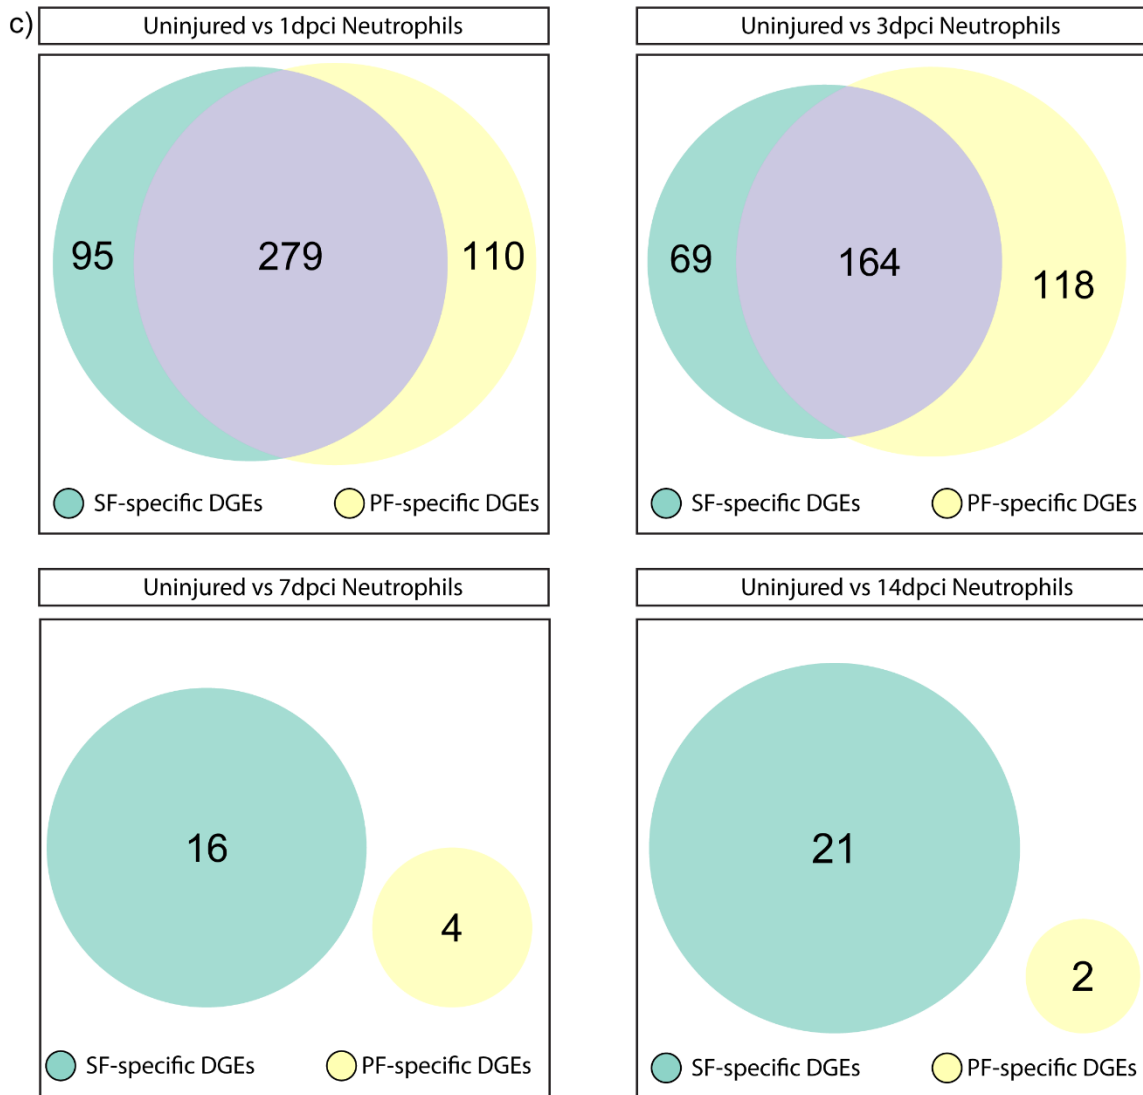 c)
Uninjured vs 1dpci Neutrophils
95
279
110
SF-specific DGEs
PF-specific DGEs
Uninjured vs 3dpci Neutrophils
69
164
118
SF-specific DGEs
PF-specific DGEs
Uninjured vs 7dpci Neutrophils
16
4
SF-specific DGEs
PF-specific DGEs
Uninjured vs 14dpci Neutrophils
21
2
SF-specific DGEs
PF-specific DGEs